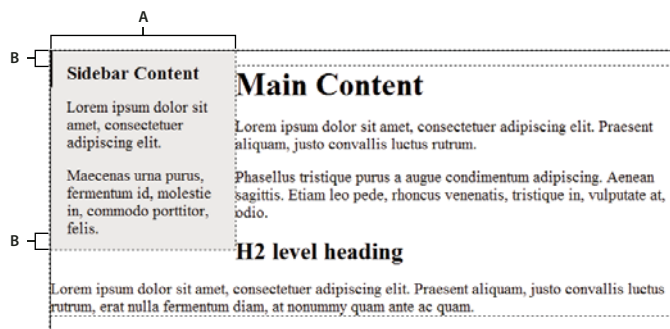 A
B
Sidebar Content
Lorem ipsum dolor sit
amet, consectetuer
adipiscing elit.
Maecenas urna purus,
fermentum id, molestie
in, commodo porttitor,
felis.
B
Main Content
Lorem ipsum dolor sit amet, consectetuer adipiscing elit. Praesent
aliquam, justo convallis luctus rutrum.
Phasellus tristique purus a augue condimentum adipiscing. Aenean
sagittis. Etiam leo pede, rhoncus venenatis, tristique in, vulputate at,
odio.
H2 level heading
Lorem ipsum dolor sit amet, consectetuer adipiscing elit. Praesent aliquam, justo convallis luctus
rutrum, erat nulla fermentum diam, at nonummy quam ante ac quam.